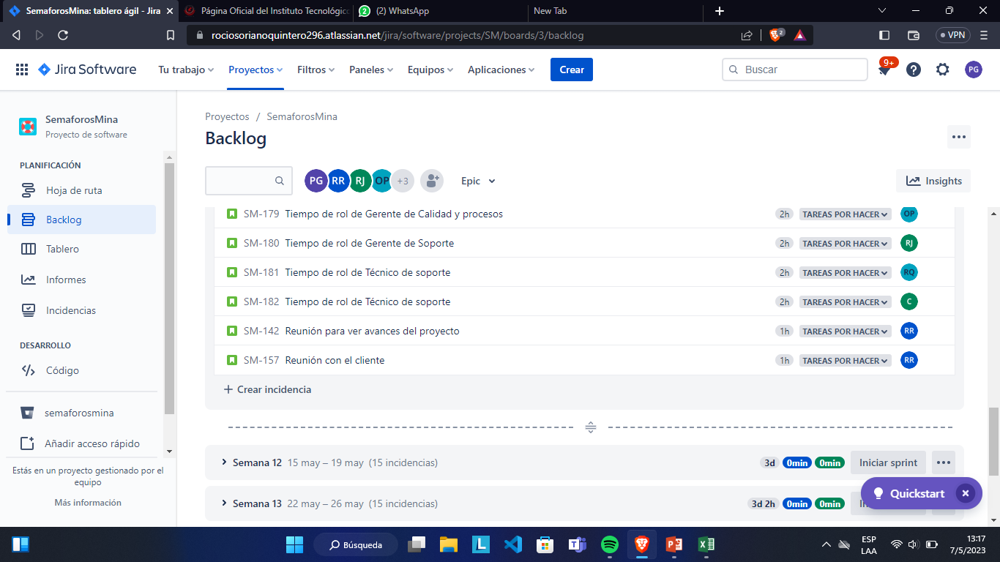 SemaforosMina: tablero ágil - Jira
Página Oficial del Instituto Tecnológico
(2) WhatsApp
New Tab
rociosorianoquintero296.atlassian.net/jira/software/projects/SM/boards/3/backlog
2
VPN
Jira Software
Tu trabajo
Proyectos
Filtros
Paneles
Equipos
Aplicaciones
Crear
Buscar
9+
PG
SemaforosMina
Proyecto de software
PLANIFICACIÓN
Hoja de ruta
Backlog
Tablero
Informes
Incidencias
DESARROLLO
Código
semaforosmina
Añadir acceso rápido
Estás en un proyecto gestionado por el
equipo
Más información
Proyectos / SemaforosMina
Backlog
PG RR RJ OP +3
Epic
Insights
SM-179 Tiempo de rol de Gerente de Calidad y procesos 2h TAREAS POR HACER OP
SM-180 Tiempo de rol de Gerente de Soporte 2h TAREAS POR HACER RJ
SM-181 Tiempo de rol de Técnico de soporte 2h TAREAS POR HACER RQ
SM-182 Tiempo de rol de Técnico de soporte 2h TAREAS POR HACER C
SM-142 Reunión para ver avances del proyecto 1h TAREAS POR HACER RR
SM-157 Reunión con el cliente 1h TAREAS POR HACER RR
+ Crear incidencia
Semana 12 15 may – 19 may (15 incidencias) 3d 0min 0min Iniciar sprint
Semana 13 22 may – 26 may (15 incidencias) 3d 2h 0min 0min
Quickstart
Búsqueda
ESP
LAA
13:17
7/5/2023